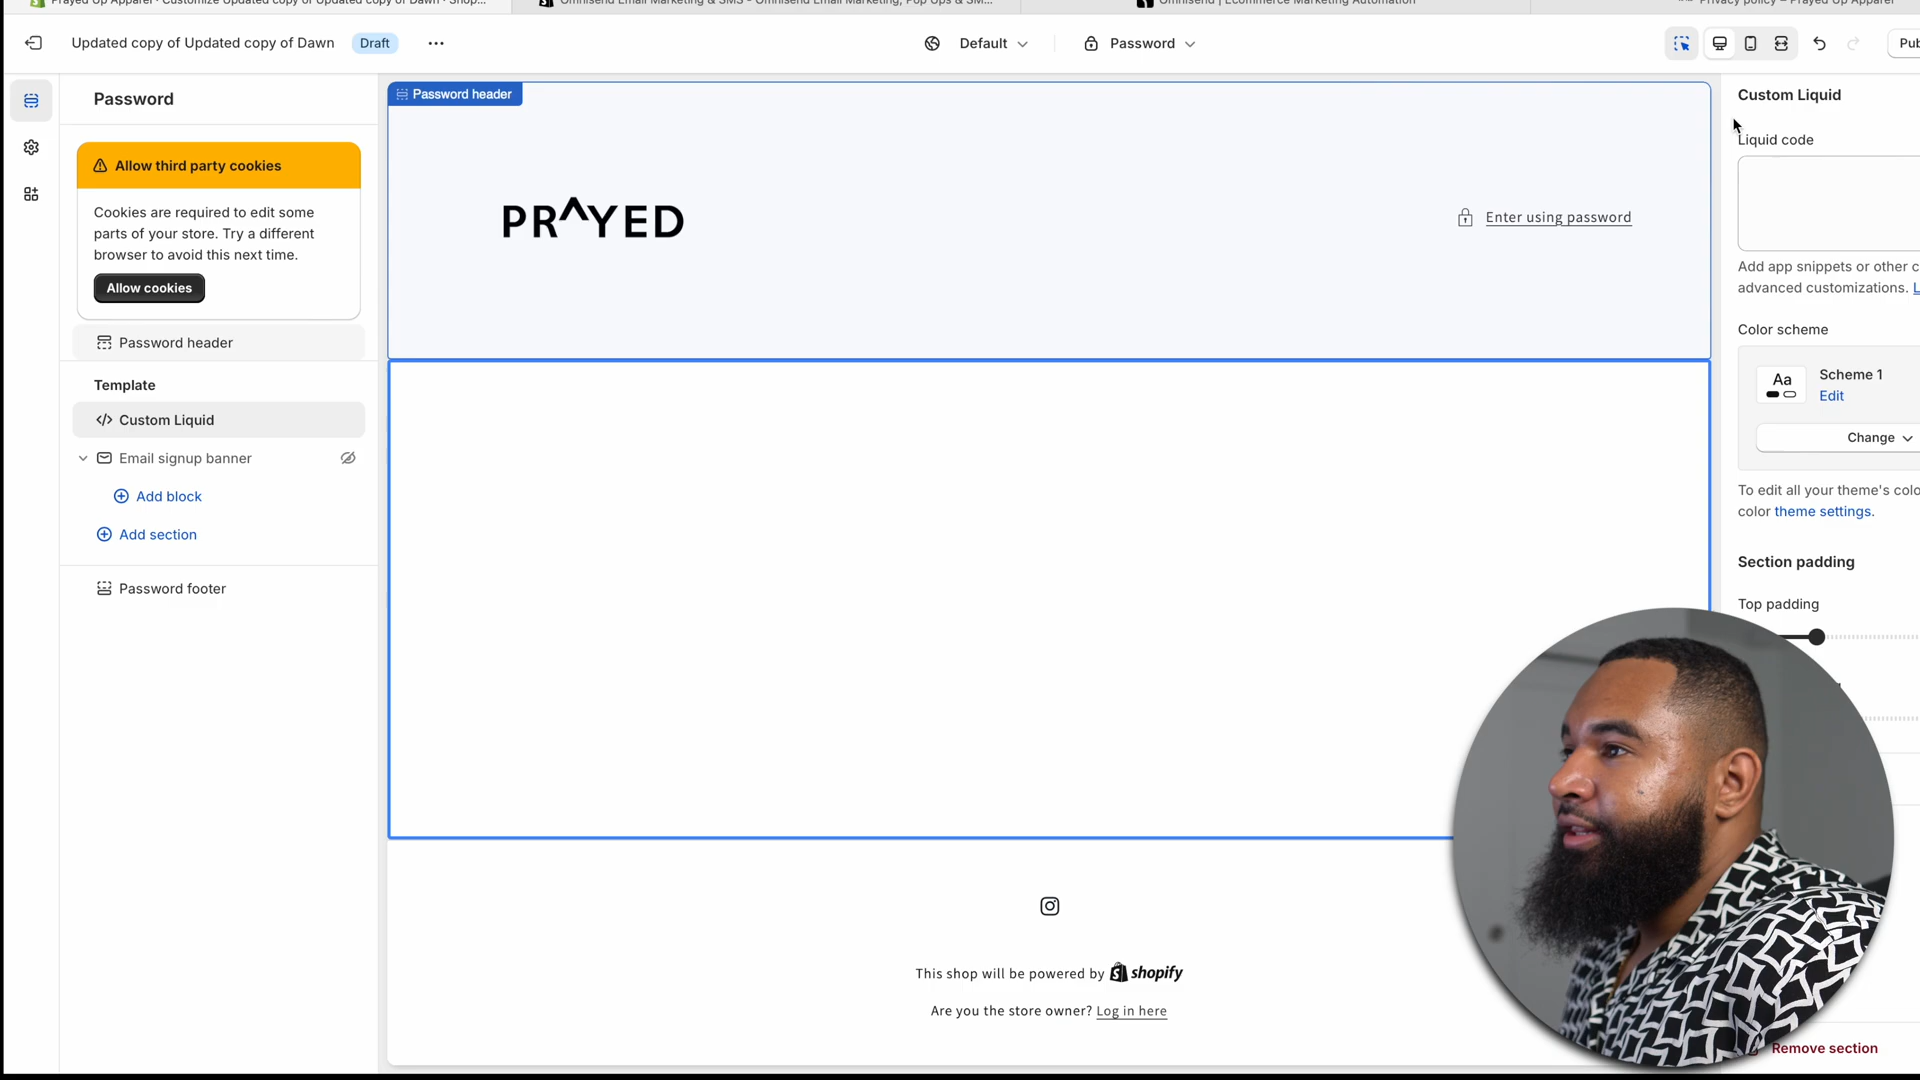 Prayed Up Apparel · Customize Updated copy of Updated copy of Dawn · Shop...
Omnisend Email Marketing & SMS - Omnisend Email Marketing, Pop Ups & SM...
Omnisend | Ecommerce Marketing Automation
Privacy policy – Prayed Up Apparel
Updated copy of Updated copy of Dawn
Draft
Default
Password
Pub
Password
Allow third party cookies
Cookies are required to edit some
parts of your store. Try a different
browser to avoid this next time.
Allow cookies
Password header
Template
Custom Liquid
Email signup banner
Add block
Add section
Password footer
Password header
PRAYED
Enter using password
This shop will be powered by shopify
Are you the store owner? Log in here
Custom Liquid
Liquid code
Add app snippets or other c
advanced customizations. L
Color scheme
Aa
Scheme 1
Edit
Change
To edit all your theme's colo
color theme settings.
Section padding
Top padding
Remove section